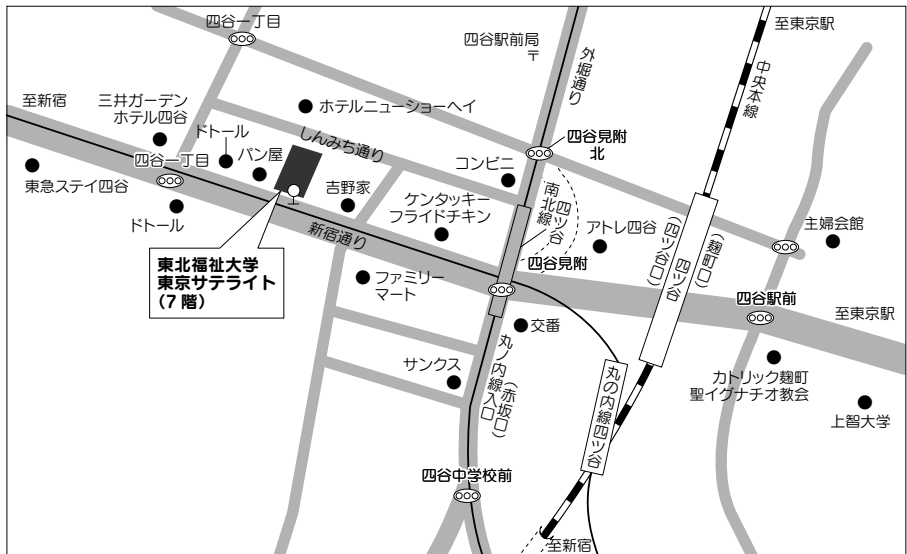 四谷一丁目
四谷駅前局
〒
外堀通り
至東京駅
中央本線
至新宿
三井ガーデン
ホテル四谷
ホテルニューショーヘイ
しんみち通り
ドトール
パン屋
四谷一丁目
東急ステイ四谷
ドトール
吉野家
ケンタッキー
フライドチキン
コンビニ
四谷見附
北
南北線
四ツ谷
アトレ四谷
(麹町口)
四ツ谷
(四ツ谷口)
主婦会館
新宿通り
四谷見附
東北福祉大学
東京サテライト
(7 階)
ファミリー
マート
四谷駅前
至東京駅
交番
サンクス
丸ノ内線入口
(赤坂口)
丸の内線四ツ谷
カトリック麹町
聖イグナチオ教会
上智大学
四谷中学校前
至新宿